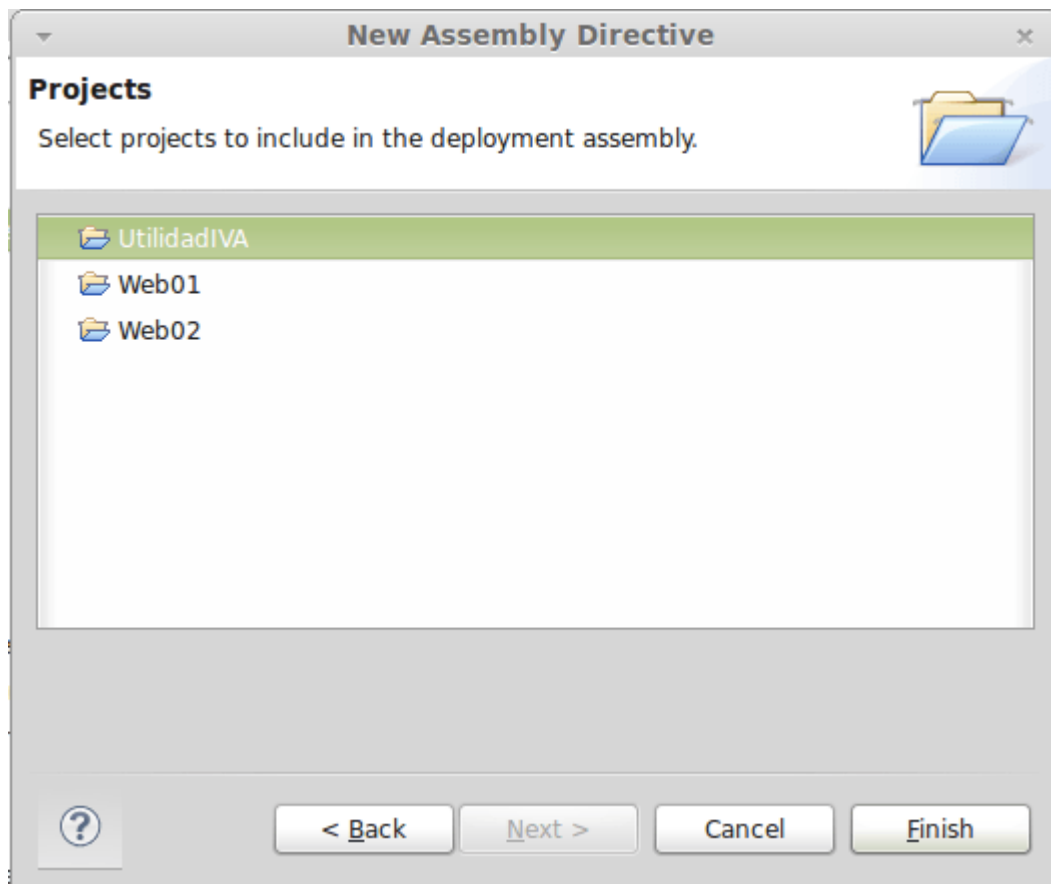 New Assembly Directive
Projects
Select projects to include in the deployment assembly.
UtilidadIVA
Web01
Web02
? < Back Next > Cancel Finish